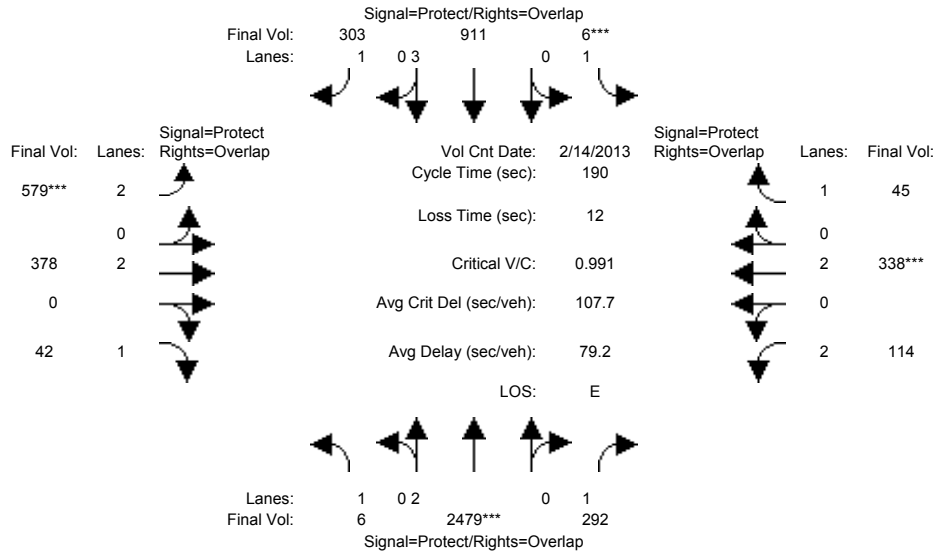 Signal=Protect/Rights=Overlap
Final Vol: 303 911 6***
Lanes: 1 0 3 0 1
Signal=Protect Signal=Protect
Final Vol: Lanes: Rights=Overlap Vol Cnt Date: 2/14/2013 Rights=Overlap Lanes: Final Vol:
Cycle Time (sec): 190
579*** 2 1 45
Loss Time (sec): 12
0 0
378 2 Critical V/C: 0.991 2 338***
0 0 Avg Crit Del (sec/veh): 107.7 0
42 1 Avg Delay (sec/veh): 79.2 2 114
LOS: E
Lanes: 1 0 2 0 1
Final Vol: 6 2479*** 292
Signal=Protect/Rights=Overlap